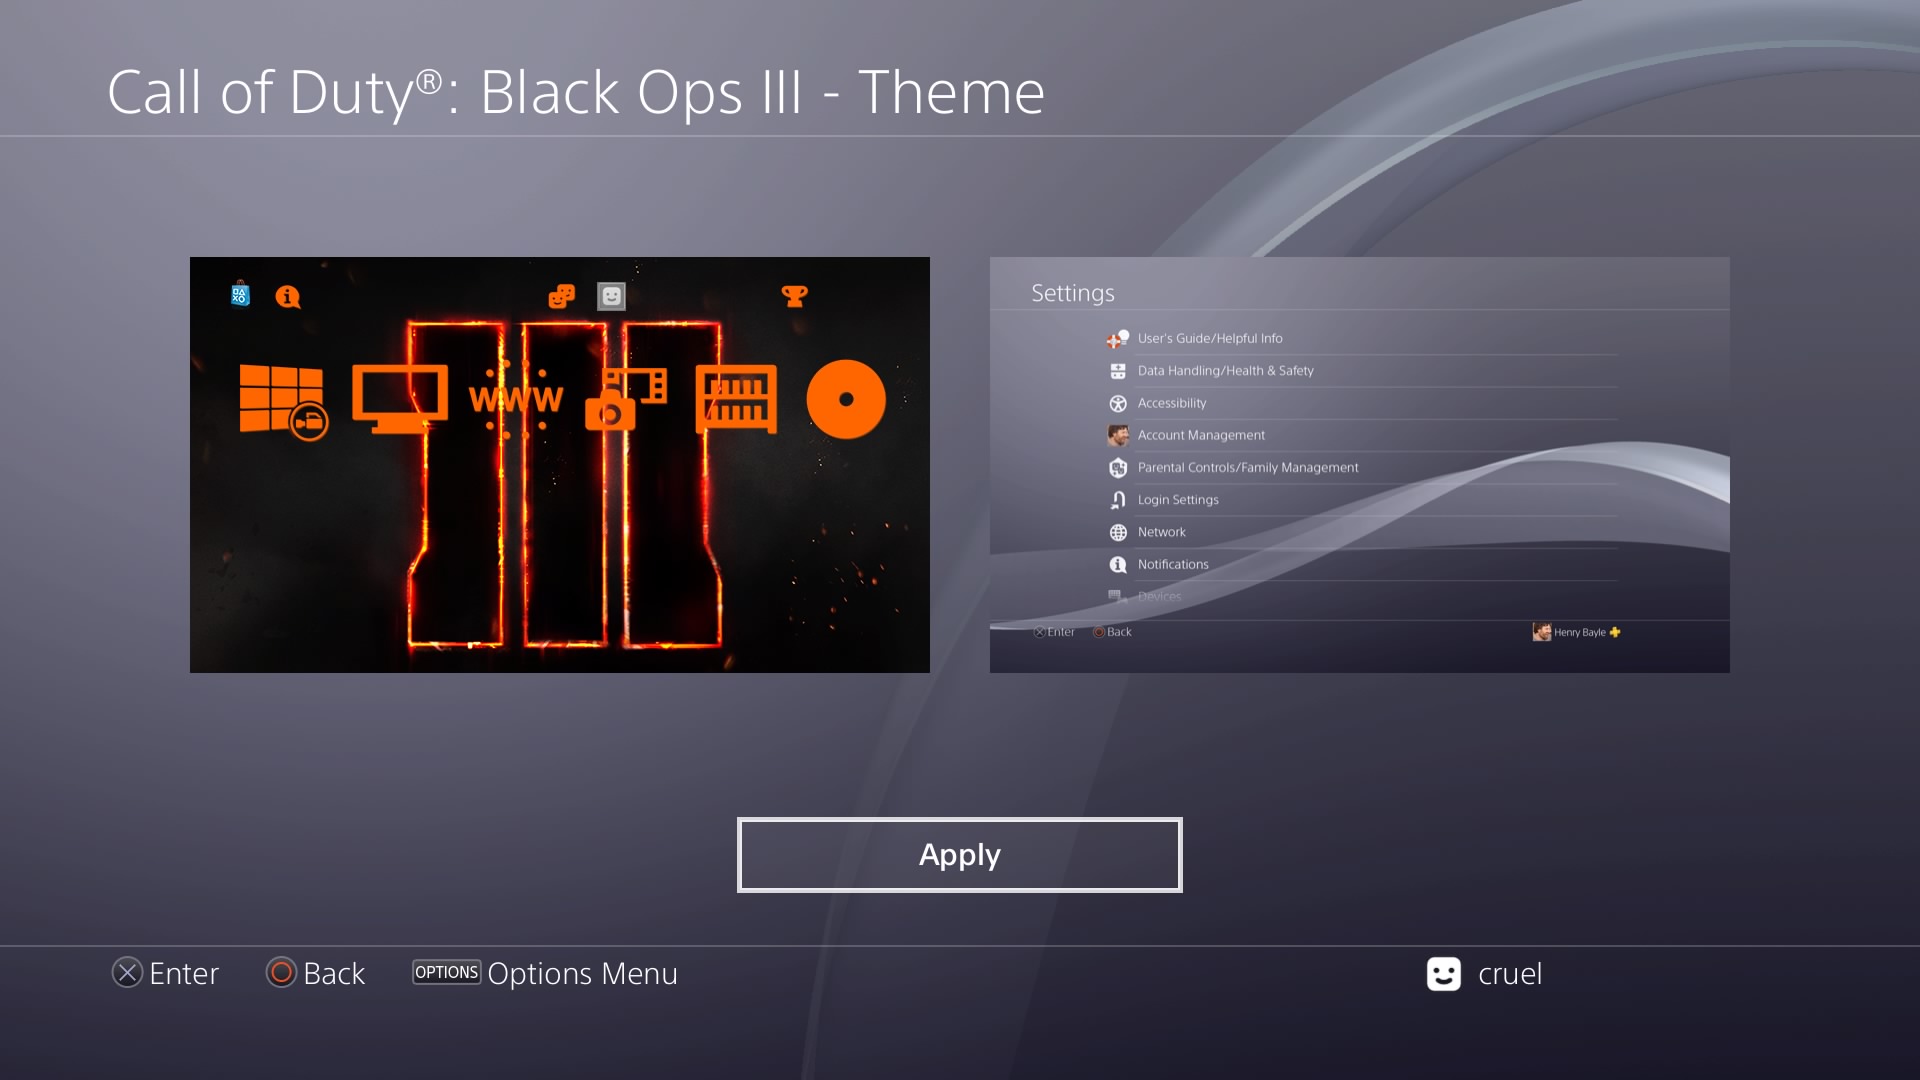 Call of Duty®: Black Ops III - Theme
WWW
Settings
User's Guide/Helpful Info
Data Handling/Health & Safety
Accessibility
Account Management
Parental Controls/Family Management
Login Settings
Network
Notifications
Devices
Enter Back Henry Bayle
Apply
Enter Back OPTIONS Options Menu cruel